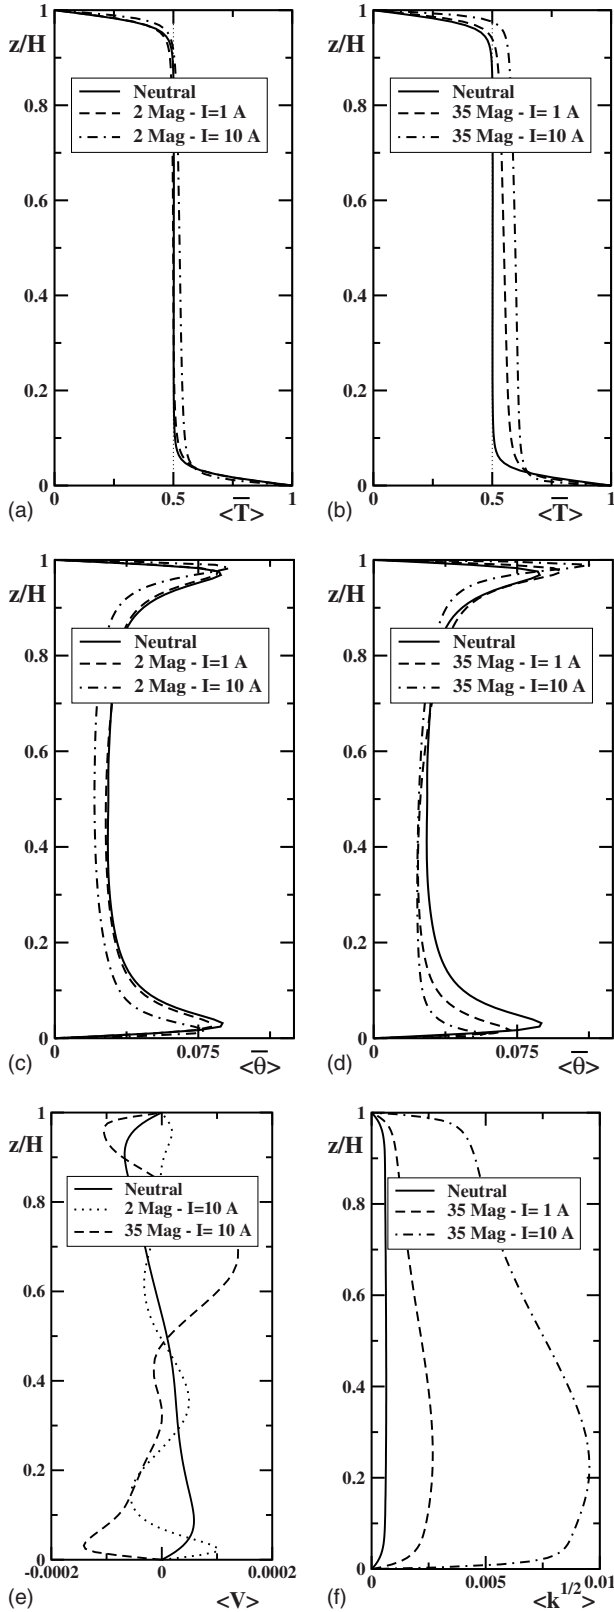 1
z/H
0.8
0.6
0.4
0.2
0
Neutral
2 Mag - I=1 A
2 Mag - I= 10 A
0
0.5
1
(a)
<T̅>
1
z/H
0.8
0.6
0.4
0.2
0
Neutral
35 Mag - I= 1 A
35 Mag - I=10 A
0
0.5
1
(b)
<T̅>
1
z/H
0.8
0.6
0.4
0.2
0
Neutral
2 Mag - I=1 A
2 Mag - I= 10 A
0
0.075
(c)
<θ̅>
1
z/H
0.8
0.6
0.4
0.2
0
Neutral
35 Mag - I= 1 A
35 Mag - I=10 A
0
0.075
(d)
<θ̅>
1
z/H
0.8
0.6
0.4
0.2
0
Neutral
2 Mag - I=10 A
35 Mag - I= 10 A
-0.0002
0
0.0002
(e)
<V>
1
z/H
0.8
0.6
0.4
0.2
0
Neutral
35 Mag - I= 1 A
35 Mag - I=10 A
0
0.005
0.01
(f)
<k^1/2>